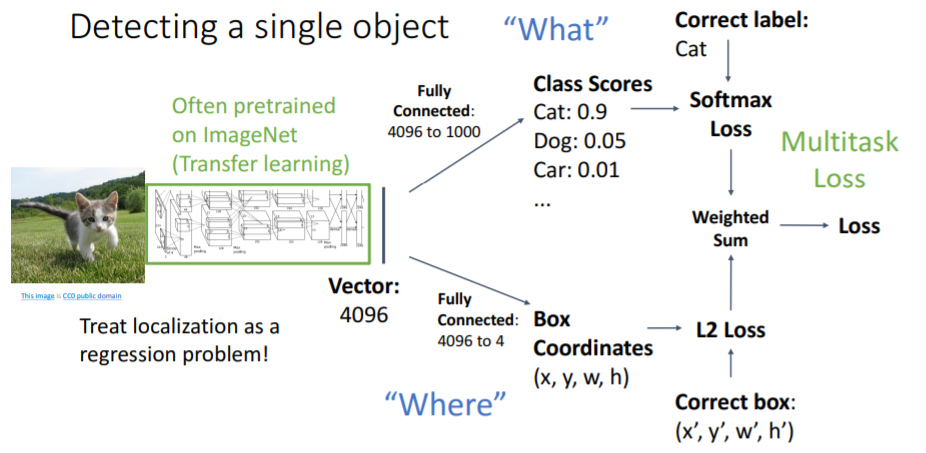 Detecting a single object
“What”
Correct label:
Cat
Often pretrained
on ImageNet
(Transfer learning)
Fully
Connected:
4096 to 1000
Class Scores
Cat: 0.9
Dog: 0.05
Car: 0.01
...
Softmax
Loss
Multitask
Loss
Weighted
Sum
Loss
This image is CC0 public domain
Vector:
4096
Treat localization as a
regression problem!
Fully
Connected:
4096 to 4
Box
Coordinates
(x, y, w, h)
L2 Loss
“Where”
Correct box:
(x’, y’, w’, h’)